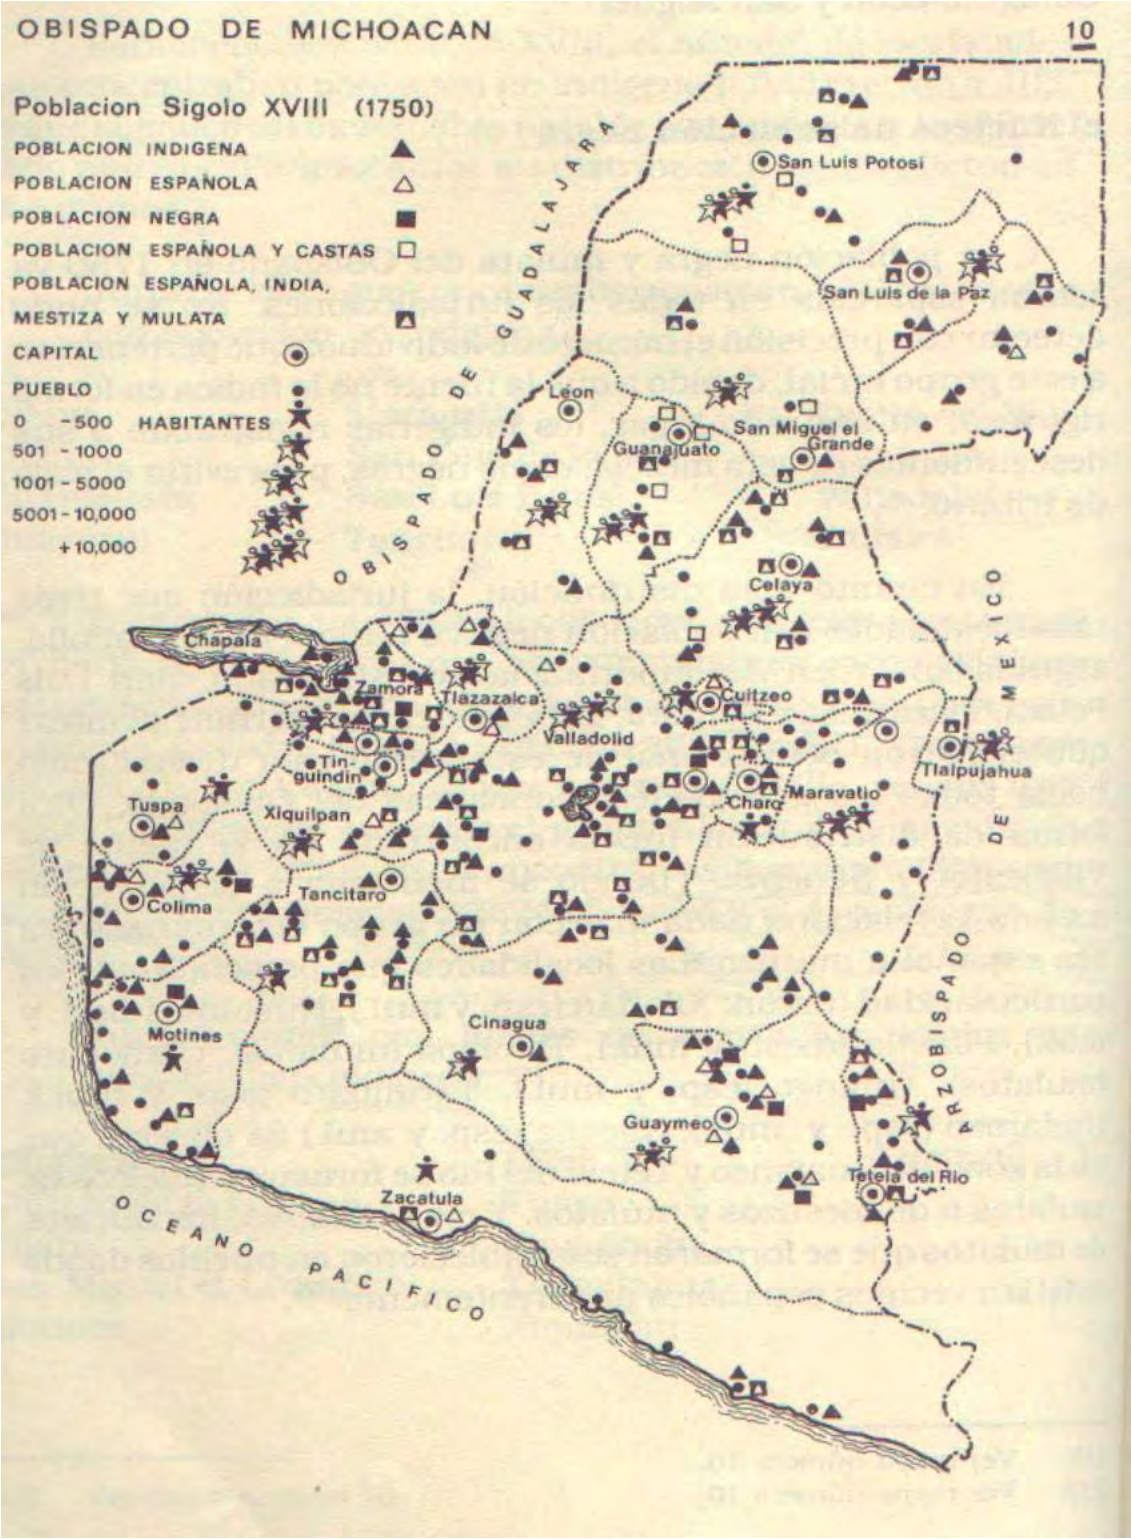 OBISPADO DE MICHOACAN
10
Poblacion Sigolo XVIII (1750)
POBLACION INDIGENA
POBLACION ESPAÑOLA
POBLACION NEGRA
POBLACION ESPAÑOLA Y CASTAS
POBLACION ESPAÑOLA, INDIA,
MESTIZA Y MULATA
CAPITAL
PUEBLO
0 -500 HABITANTES
501 - 1000
1001 - 5000
5001 - 10,000
+10,000
OBISPADO DE GUADALAJARA
San Luis Potosi
San Luis de la Paz
Leon
Guanajuato
San Miguel el
Grande
Celaya
Chapala
Zamora
Tlazazalca
Cuitzeo
Valladolid
Tlalpujahua
Tin-
guindin
Charo
Maravatio
Tuspa
Xiquilpan
Tancitaro
Colima
Motines
Cinagua
Guaymeo
Tetela del Rio
Zacatula
ARZOBISPADO DE MEXICO
OCEANO PACIFICO